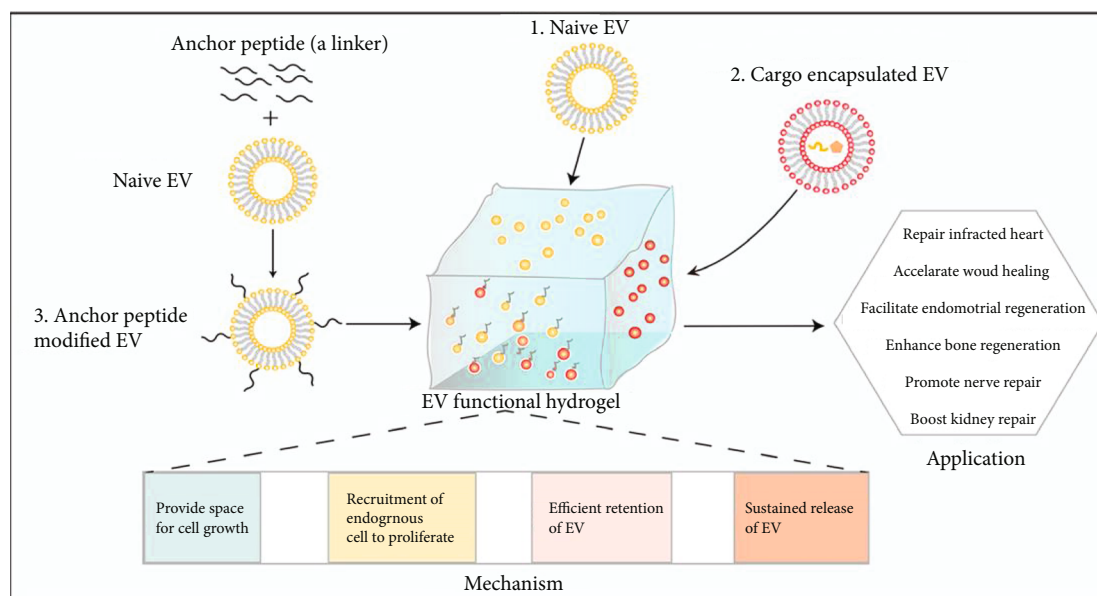 Anchor peptide (a linker)
+
Naive EV
3. Anchor peptide
modified EV
1. Naive EV
2. Cargo encapsulated EV
EV functional hydrogel
Repair infracted heart
Accelarate woud healing
Facilitate endomotrial regeneration
Enhance bone regeneration
Promote nerve repair
Boost kidney repair
Application
Provide space
for cell growth
Recruitment of
endogrnous
cell to proliferate
Efficient retention
of EV
Sustained release
of EV
Mechanism